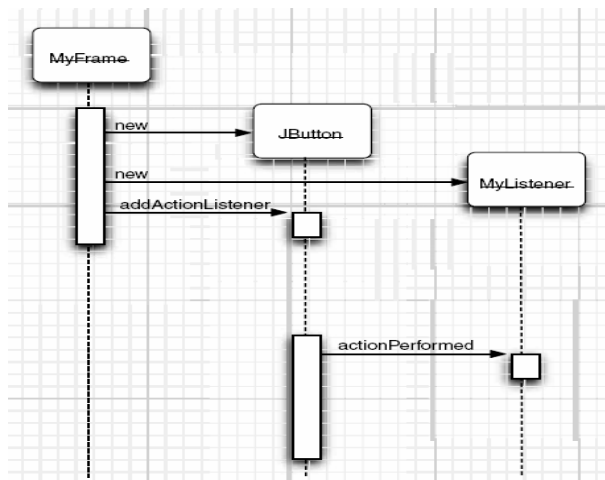 MyFrame
new
JButton
new
MyListener
addActionListener
actionPerformed